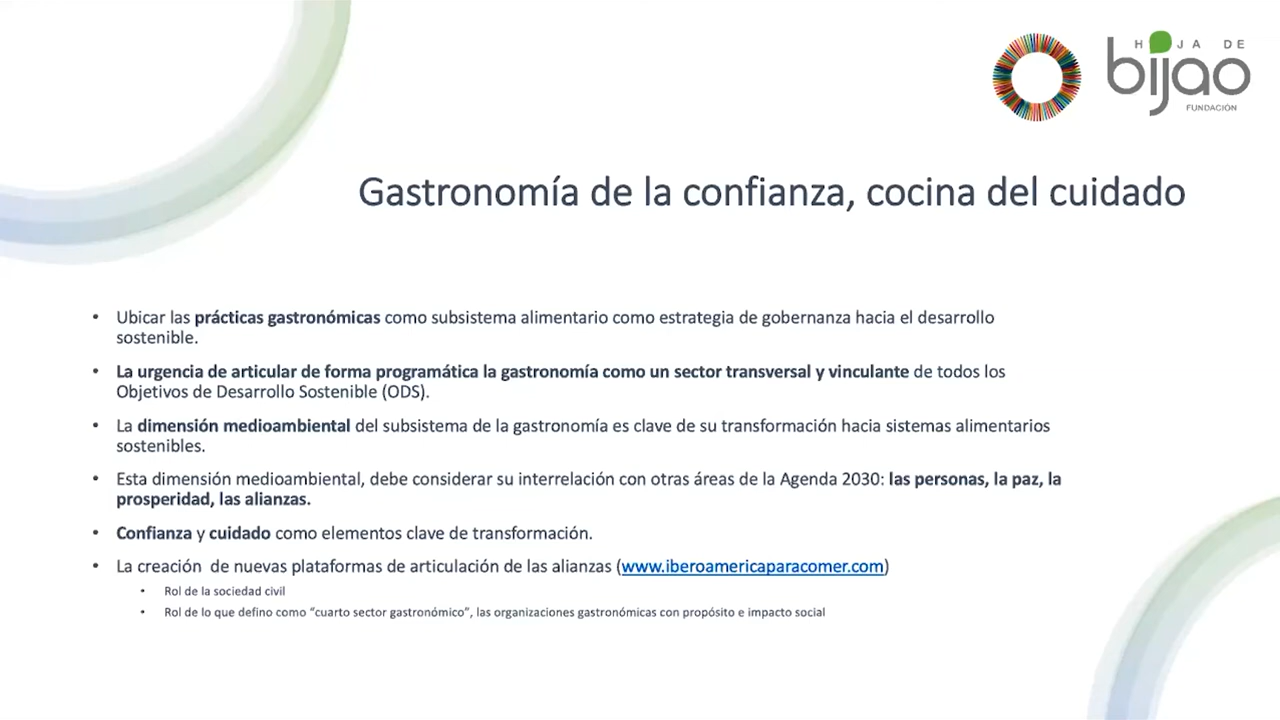 HOJA DE
bijao
FUNDACIÓN
Gastronomía de la confianza, cocina del cuidado
• Ubicar las prácticas gastronómicas como subsistema alimentario como estrategia de gobernanza hacia el desarrollo
sostenible.
• La urgencia de articular de forma programática la gastronomía como un sector transversal y vinculante de todos los
Objetivos de Desarrollo Sostenible (ODS).
• La dimensión medioambiental del subsistema de la gastronomía es clave de su transformación hacia sistemas alimentarios
sostenibles.
• Esta dimensión medioambiental, debe considerar su interrelación con otras áreas de la Agenda 2030: las personas, la paz, la
prosperidad, las alianzas.
• Confianza y cuidado como elementos clave de transformación.
• La creación  de nuevas plataformas de articulación de las alianzas (www.iberoamericaparacomer.com)
• Rol de la sociedad civil
• Rol de lo que defino como “cuarto sector gastronómico”, las organizaciones gastronómicas con propósito e impacto social